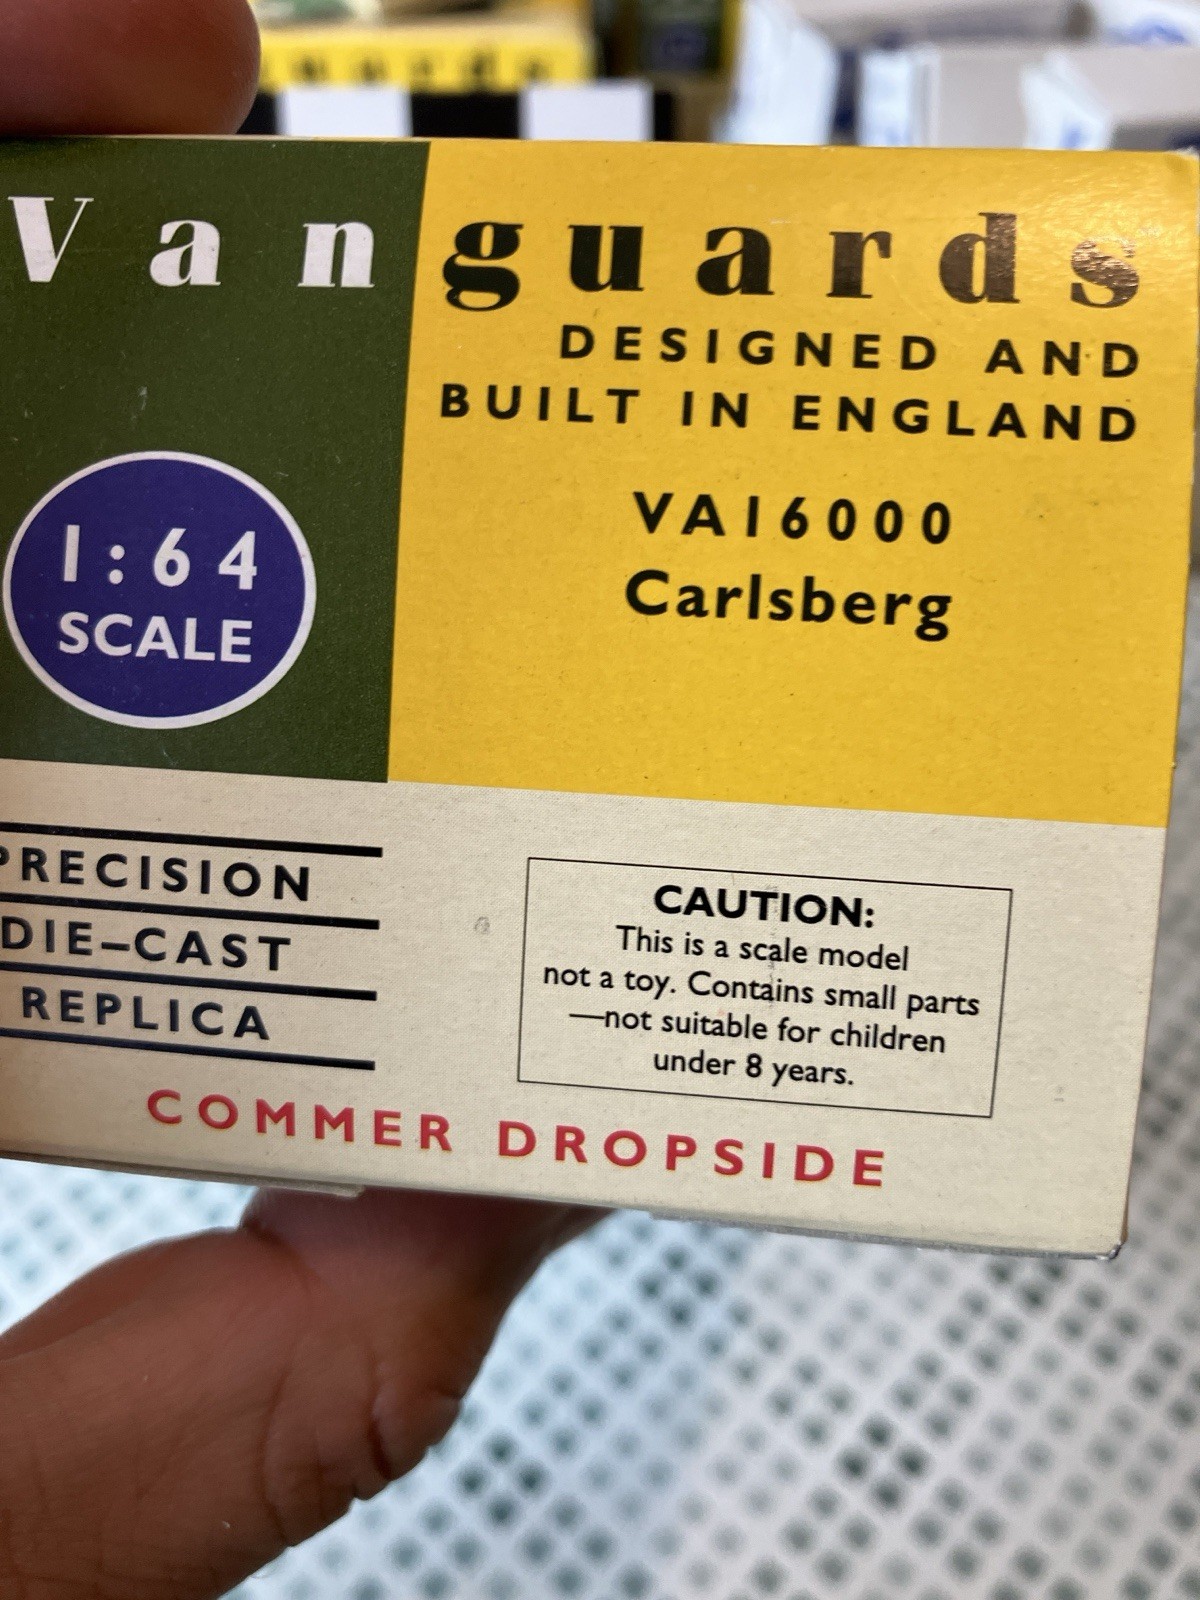 Vanguards
DESIGNED AND
BUILT IN ENGLAND
VA16000
Carlsberg
1:64
SCALE
PRECISION
DIE–CAST
REPLICA
CAUTION:
This is a scale model
not a toy. Contains small parts
—not suitable for children
under 8 years.
COMMER DROPSIDE